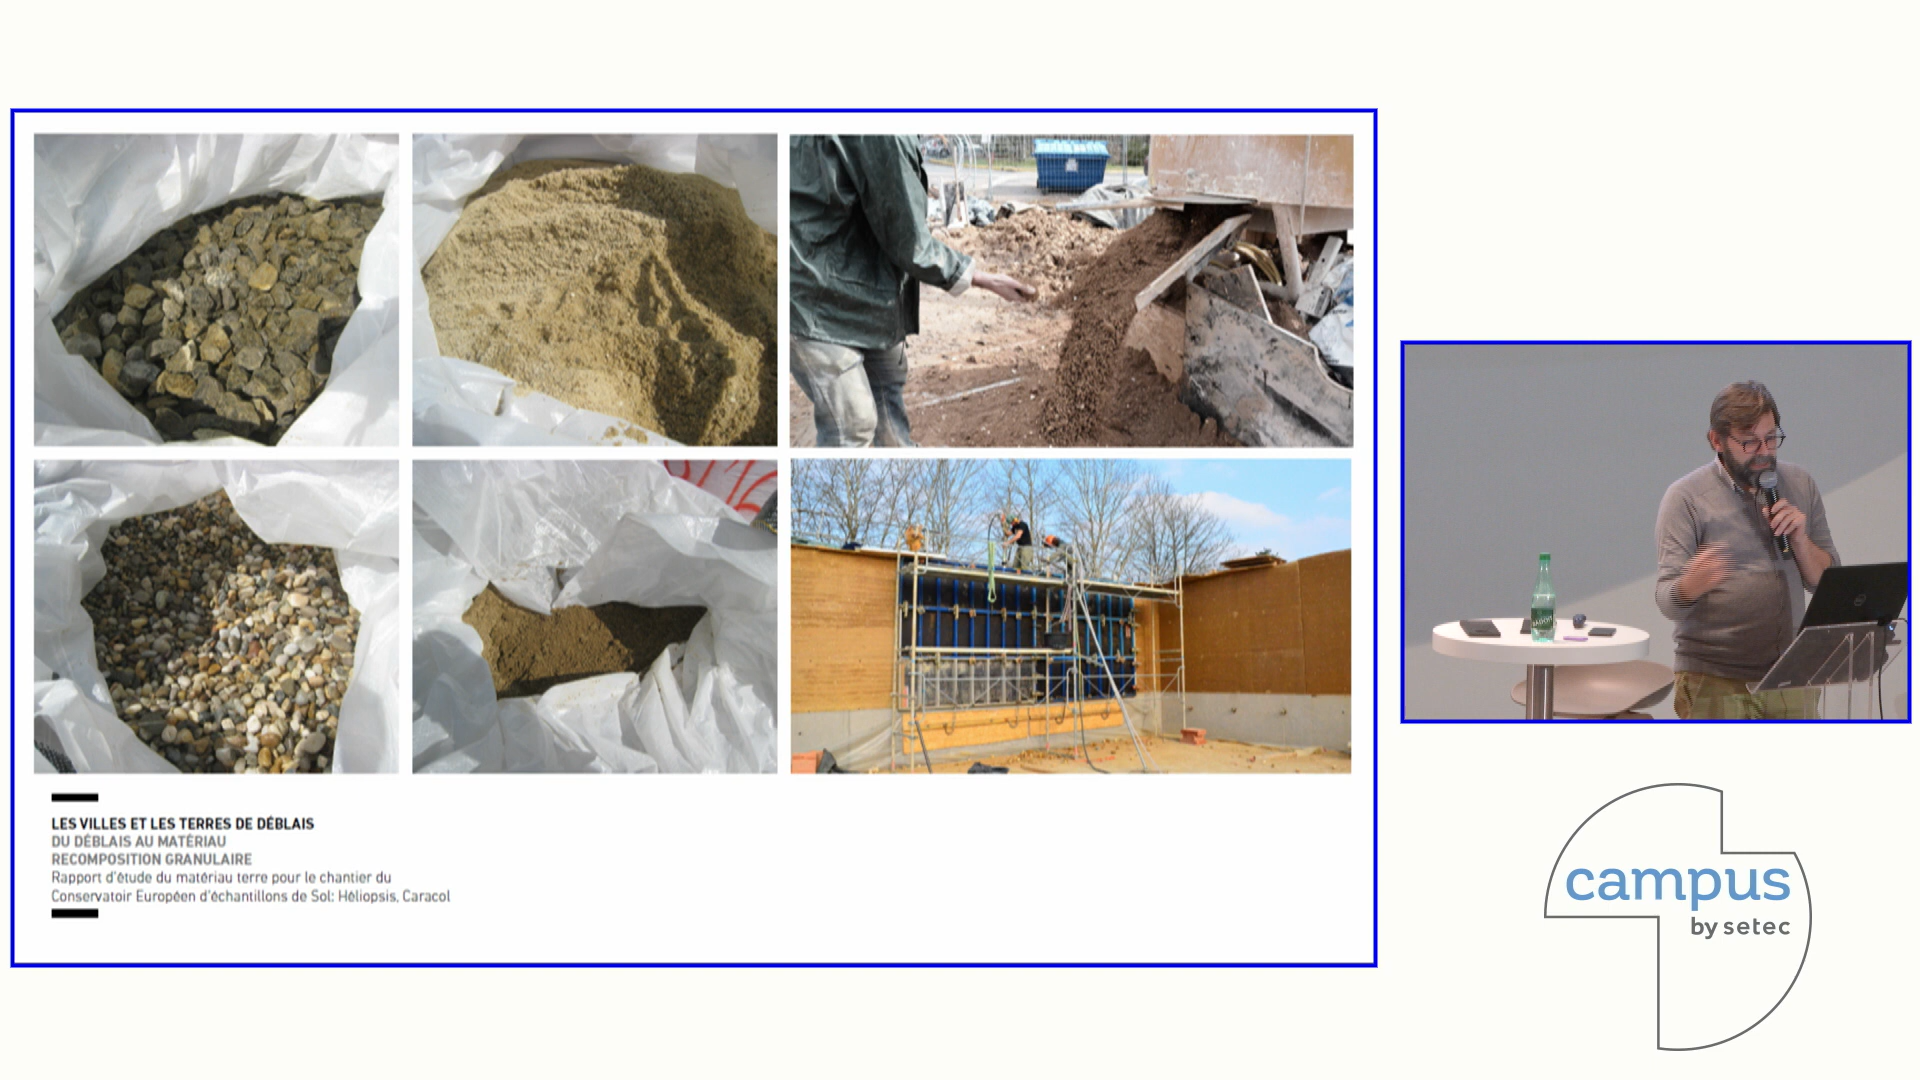 LES VILLES ET LES TERRES DE DÉBLAIS
DU DÉBLAIS AU MATÉRIAU
RECOMPOSITION GRANULAIRE
Rapport d'étude du matériau terre pour le chantier du
Conservatoir Européen d'échantillons de Sol: Héliopsis, Caracol
campus
by setec